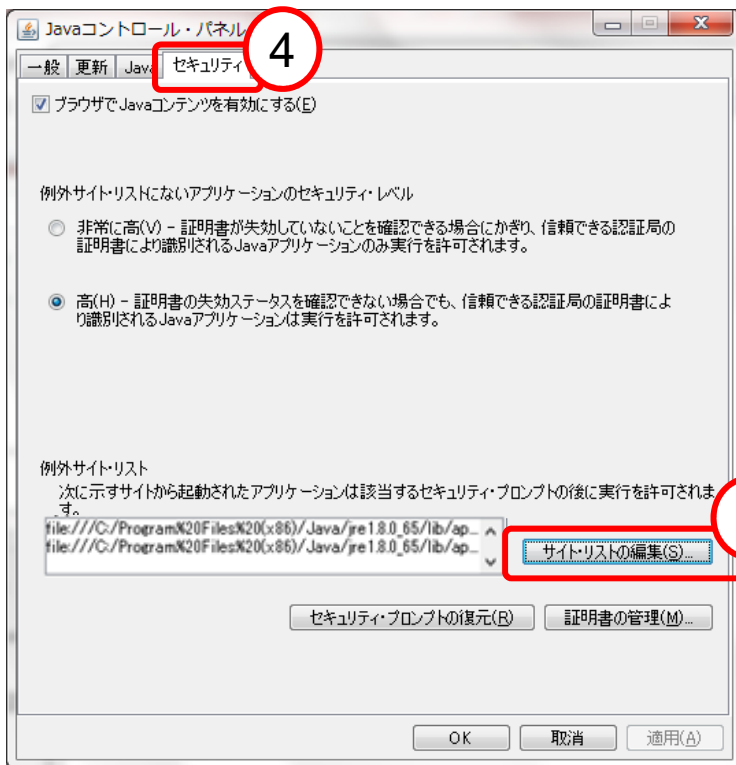 Javaコントロール・パネル
4
一般 更新 Java セキュリティ
ブラウザでJavaコンテンツを有効にする(E)
例外サイト・リストにないアプリケーションのセキュリティ・レベル
非常に高(V) - 証明書が失効していないことを確認できる場合にかぎり、信頼できる認証局の
証明書により識別されるJavaアプリケーションのみ実行を許可されます。
高(H) - 証明書の失効ステータスを確認できない場合でも、信頼できる認証局の証明書によ
り識別されるJavaアプリケーションは実行を許可されます。
例外サイト・リスト
次に示すサイトから起動されたアプリケーションは該当するセキュリティ・プロンプトの後に実行を許可されま
す。
file:///C:/Program%20Files%20(x86)/Java/jre1.8.0_65/lib/ap...
file:///C:/Program%20Files%20(x86)/Java/jre1.8.0_65/lib/ap...
サイト・リストの編集(S)...
セキュリティ・プロンプトの復元(R) 証明書の管理(M)...
OK 取消 適用(A)